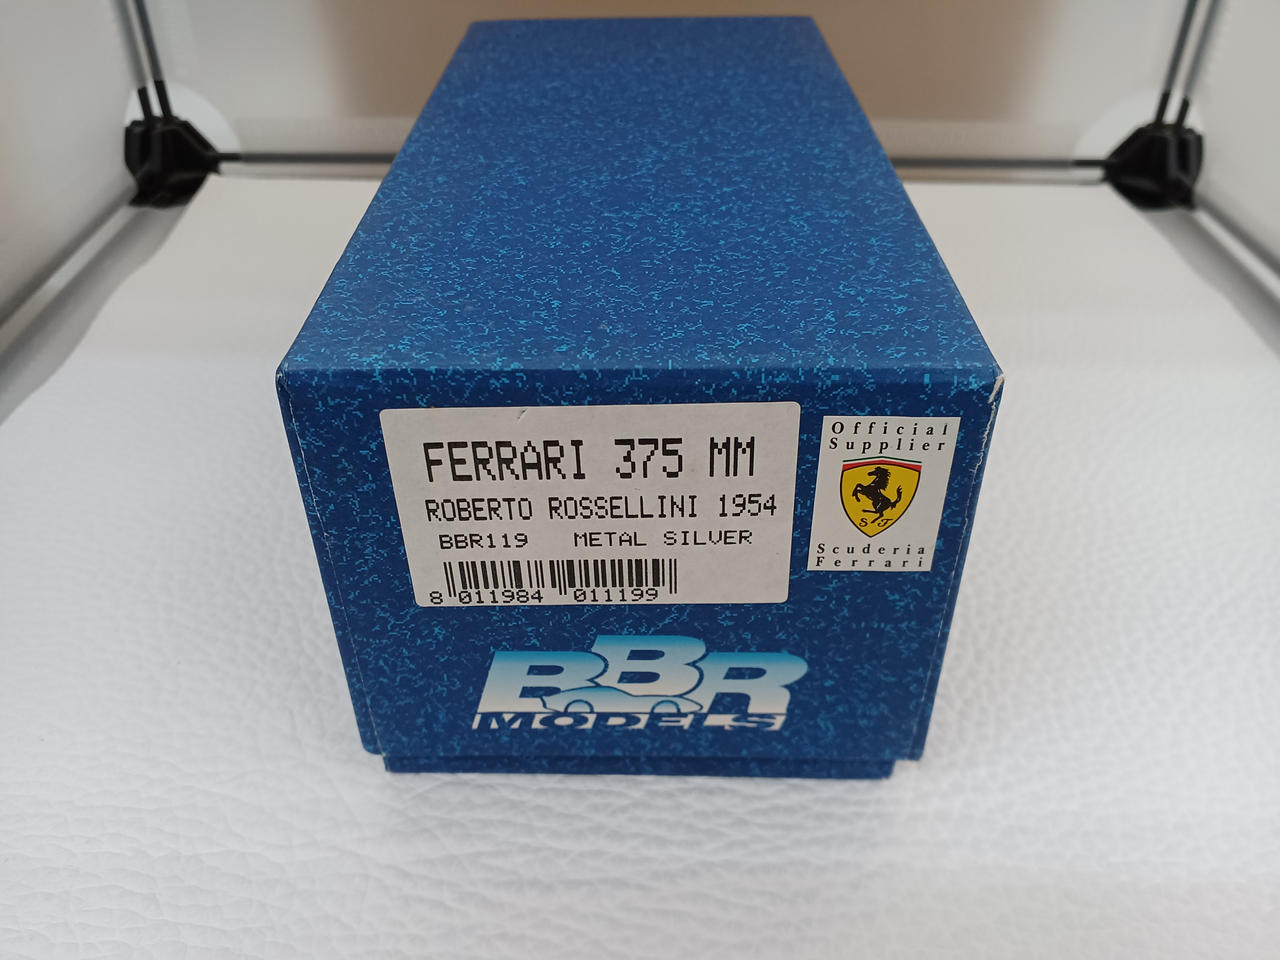 FERRARI 375 MM
ROBERTO ROSSELLINI 1954
BBR119 METAL SILVER
8 011984 011199
Official
Supplier
S F
Scuderia
Ferrari
BBR
MODELS